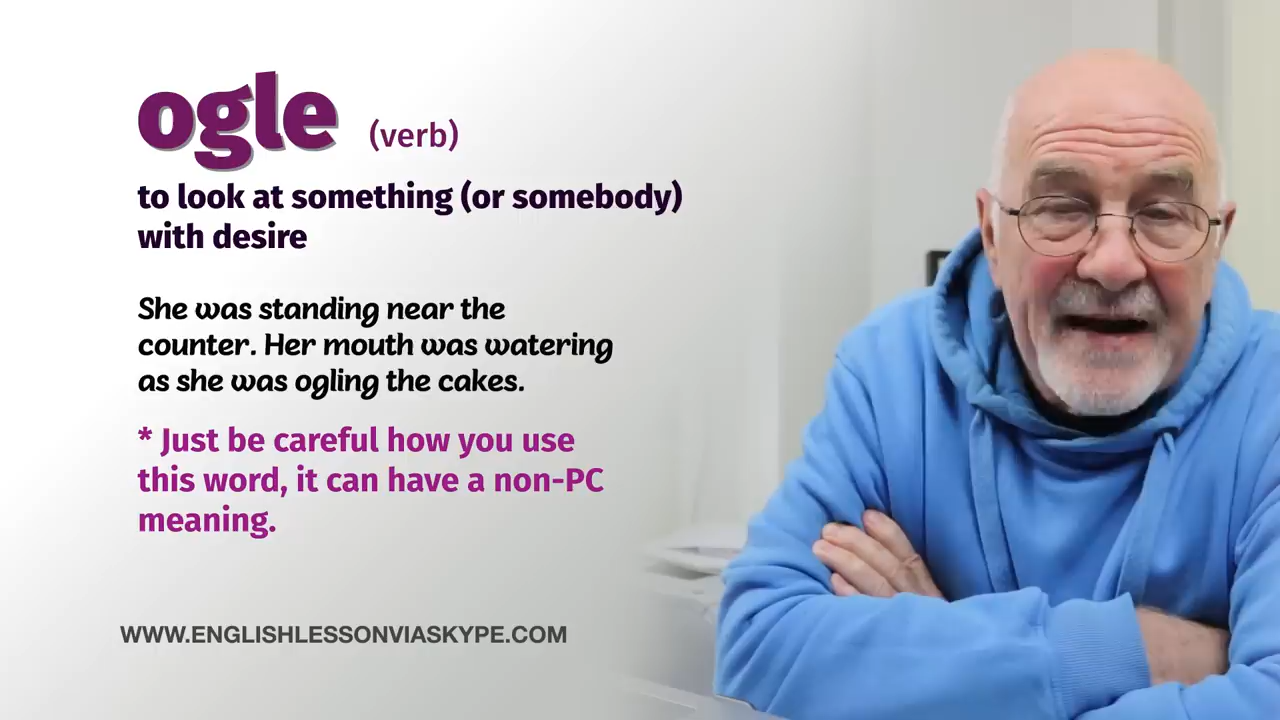 ogle (verb)
to look at something (or somebody)
with desire
She was standing near the
counter. Her mouth was watering
as she was ogling the cakes.
* Just be careful how you use
this word, it can have a non-PC
meaning.
WWW.ENGLISHLESSONVIASKYPE.COM